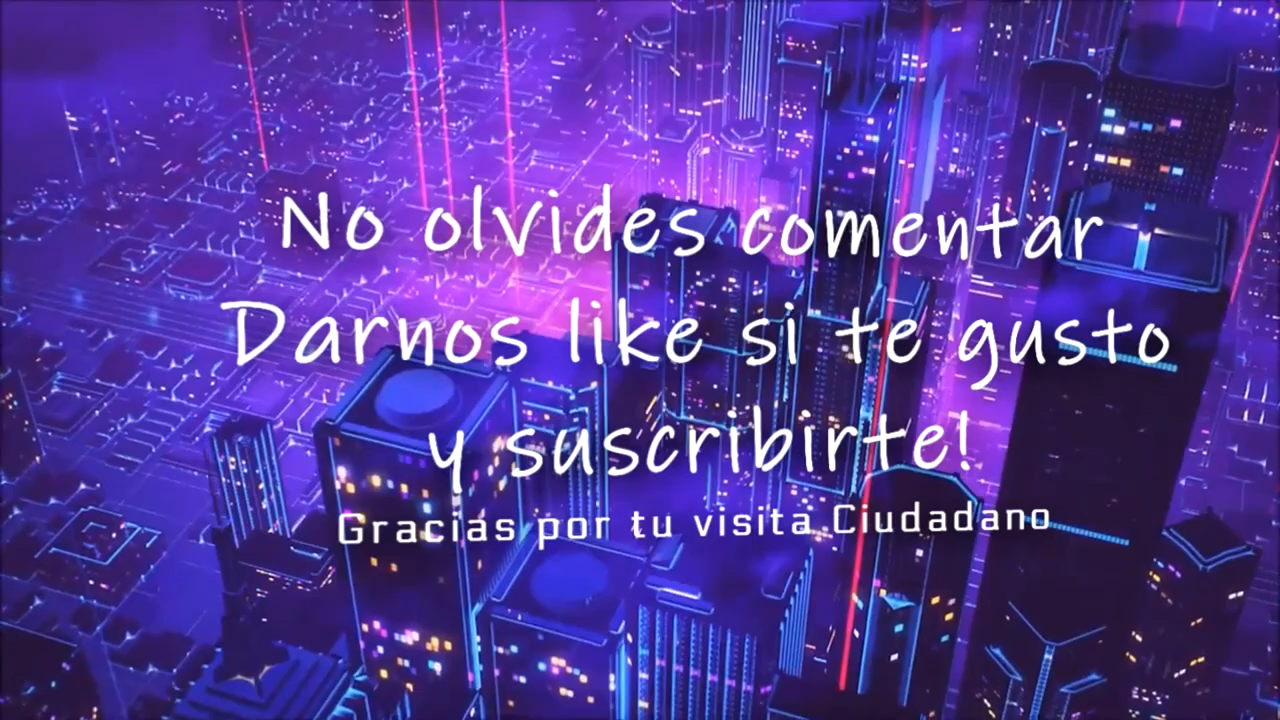 No olvides comentar
Darnos like si te gusto
y suscribirte!
Gracias por tu visita Ciudadano